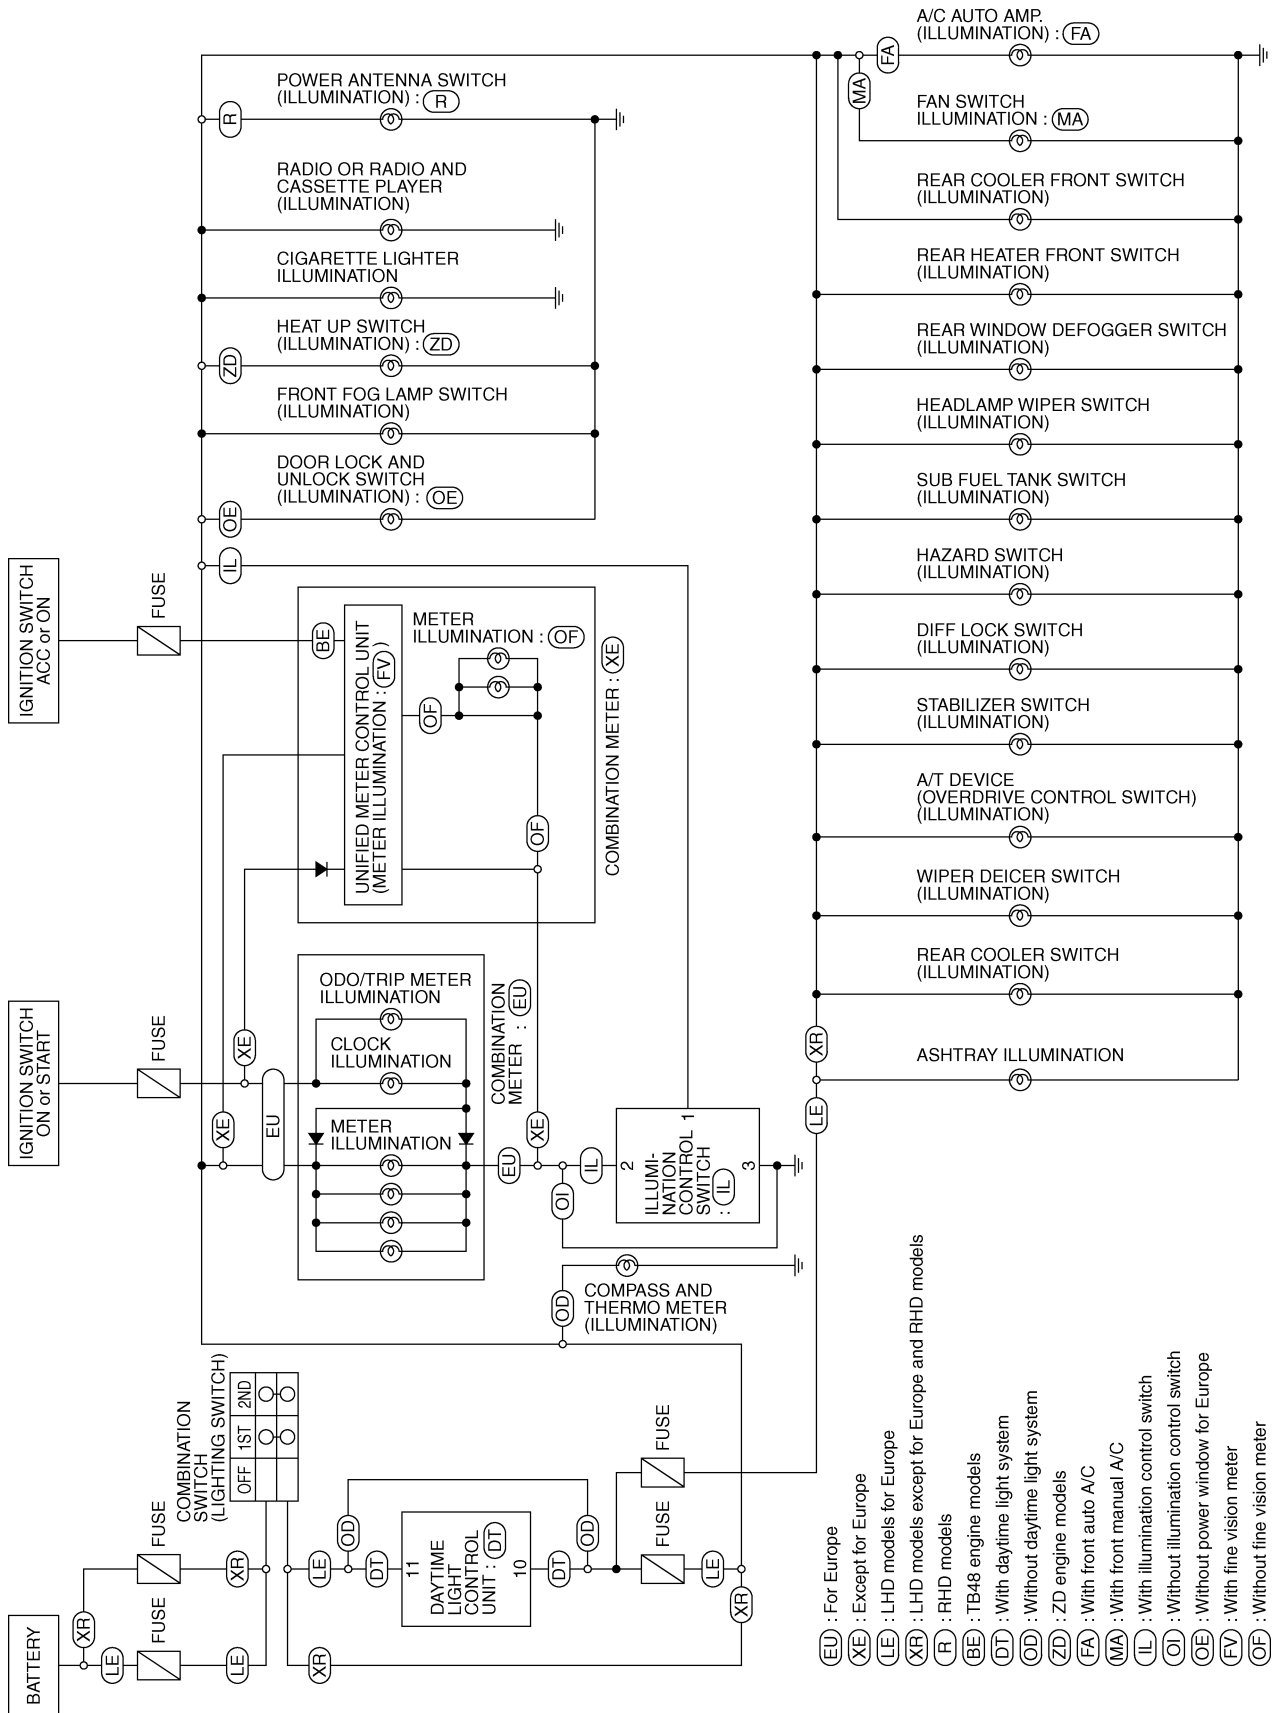 A/C AUTO AMP.
(ILLUMINATION) : FA
FA
MA
FAN SWITCH
ILLUMINATION : MA
REAR COOLER FRONT SWITCH
(ILLUMINATION)
REAR HEATER FRONT SWITCH
(ILLUMINATION)
REAR WINDOW DEFOGGER SWITCH
(ILLUMINATION)
HEADLAMP WIPER SWITCH
(ILLUMINATION)
SUB FUEL TANK SWITCH
(ILLUMINATION)
HAZARD SWITCH
(ILLUMINATION)
DIFF LOCK SWITCH
(ILLUMINATION)
STABILIZER SWITCH
(ILLUMINATION)
A/T DEVICE
(OVERDRIVE CONTROL SWITCH)
(ILLUMINATION)
WIPER DEICER SWITCH
(ILLUMINATION)
REAR COOLER SWITCH
(ILLUMINATION)
XR
ASHTRAY ILLUMINATION
LE
POWER ANTENNA SWITCH
(ILLUMINATION) : R
R
RADIO OR RADIO AND
CASSETTE PLAYER
(ILLUMINATION)
CIGARETTE LIGHTER
ILLUMINATION
HEAT UP SWITCH
(ILLUMINATION) : ZD
ZD
FRONT FOG LAMP SWITCH
(ILLUMINATION)
DOOR LOCK AND
UNLOCK SWITCH
(ILLUMINATION) : OE
OE
IL
IGNITION SWITCH
ACC or ON
FUSE
BE
UNIFIED METER CONTROL UNIT
(METER ILLUMINATION : FV )
METER
ILLUMINATION : OF
OF
OF
COMBINATION METER : XE
IGNITION SWITCH
ON or START
FUSE
XE
XE
EU
ODO/TRIP METER
ILLUMINATION
CLOCK
ILLUMINATION
METER
ILLUMINATION
COMBINATION
METER : EU
EU
XE
IL
OI
2
1
3
ILLUMI-
NATION
CONTROL
SWITCH
: IL
OD
COMPASS AND
THERMO METER
(ILLUMINATION)
BATTERY
XR
LE
FUSE
FUSE
XR
LE
COMBINATION
SWITCH
(LIGHTING SWITCH)
OFF
1ST
2ND
LE
XR
OD
DT
11
DAYTIME
LIGHT
CONTROL
UNIT : DT
10
DT
OD
FUSE
FUSE
LE
XR
EU : For Europe
XE : Except for Europe
LE : LHD models for Europe
XR : LHD models except for Europe and RHD models
R : RHD models
BE : TB48 engine models
DT : With daytime light system
OD : Without daytime light system
ZD : ZD engine models
FA : With front auto A/C
MA : With front manual A/C
IL : With illumination control switch
OI : Without illumination control switch
OE : Without power window for Europe
FV : With fine vision meter
OF : Without fine vision meter